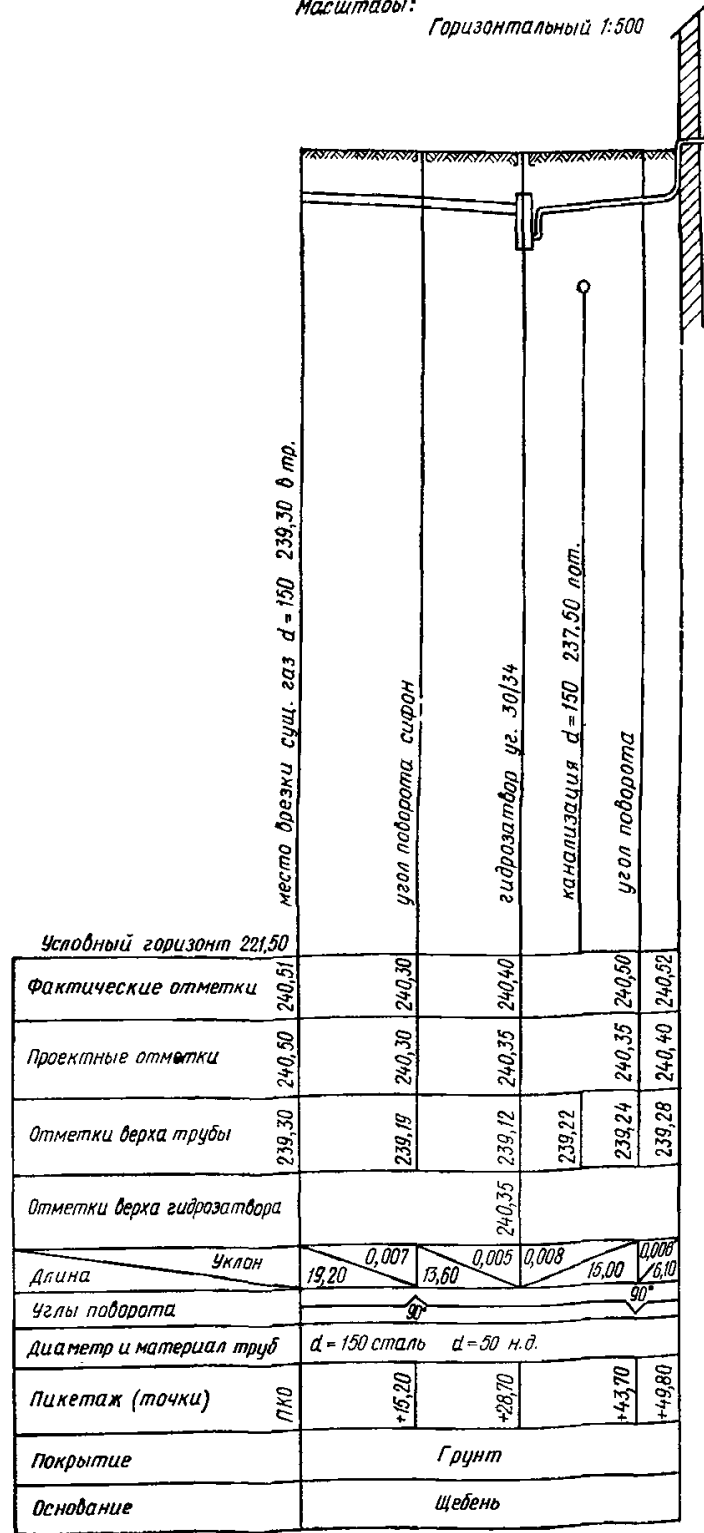 Масштабы:
Горизонтальный 1:500
место врезки сущ. газ d=150 239,30 в тр.
угол поворота сифон
гидрозатвор уг. 30/34
канализация d=150 237.50 лот.
угол поворота
Условный горизонт 221,50
Фактические отметки 240,51 240,30 240,40 240,50 240,52
Проектные отметки 240,50 240,30 240,35 240,35 240,40
Отметки верха трубы 239,30 239,19 239,12 239,22 239,24 239,28
Отметки верха гидрозатвора 240,35
Уклон 0,007 0,005 0,008 0,006
Длина 19,20 13,60 15,00 6,10
Углы поворота 90° 90°
Диаметр и материал труб d=150 сталь d=50 н.д.
Пикетаж (точки) ПК0 +15,20 +28,70 +43,70 +49,80
Покрытие Грунт
Основание Щебень